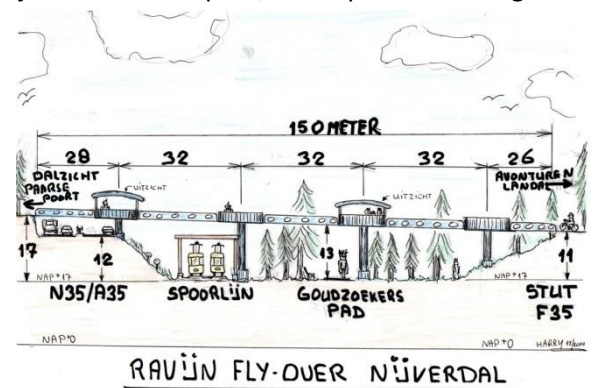 150 METER
28 32 32 32 26
DALZICHT
PAARSE
POORT
UITZICHT
UITZICHT
AVONTUREN
LANDAL
17
12
13
11
NAP+17
NAP+17
N35/A35
SPOORLIJN
GOUDZOEKERS
PAD
STUT
F35
NAP+0
NAP+0
HARRY
RAVIJN FLY-OVER NIJVERDAL